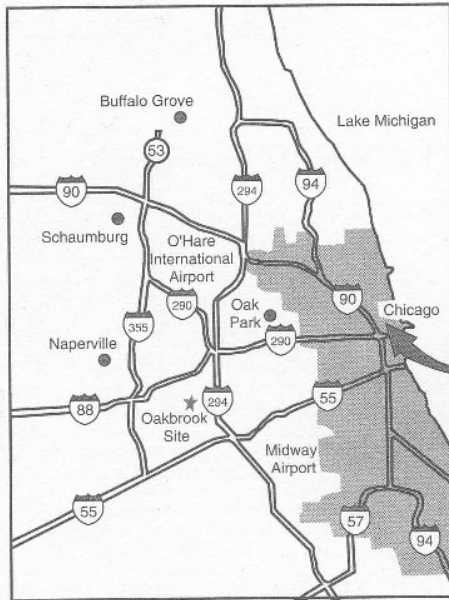 Buffalo Grove
Lake Michigan
53
294
94
90
Schaumburg
O'Hare
International
Airport
290
Oak
Park
90
Chicago
355
Naperville
290
88
Oakbrook
Site
294
55
Midway
Airport
55
57
94